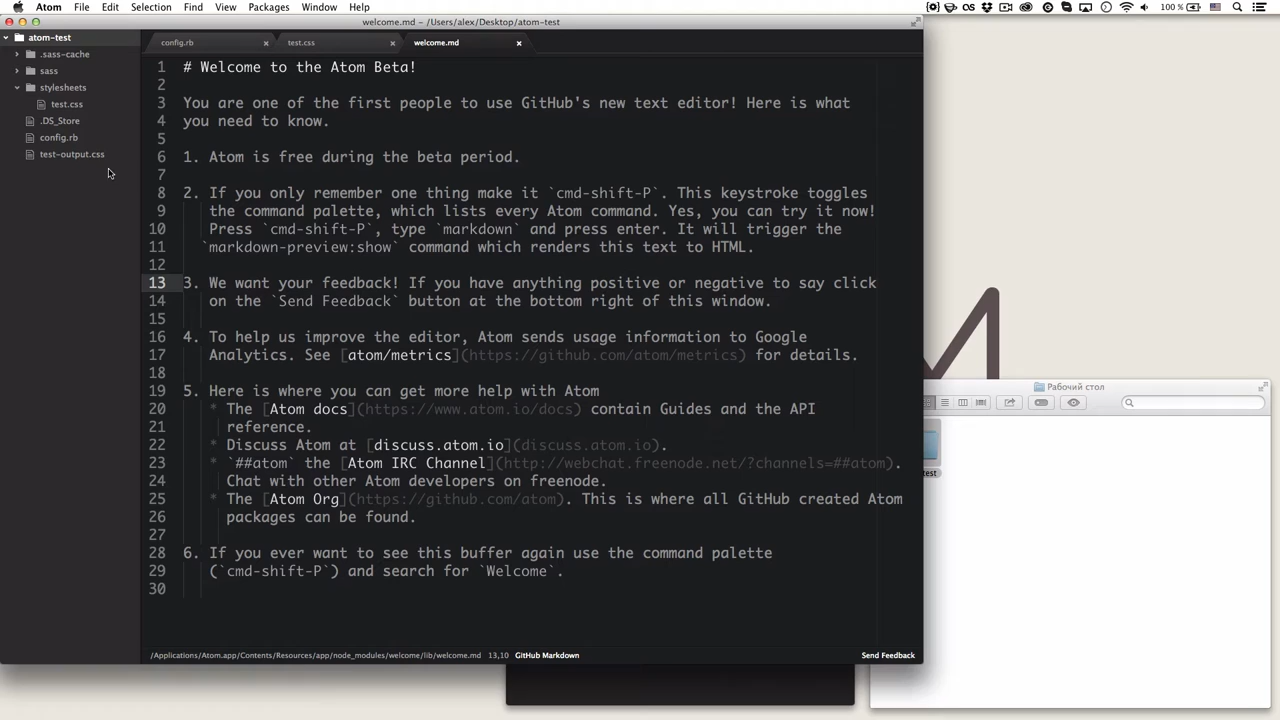 Atom File Edit Selection Find View Packages Window Help
100 %
welcome.md – /Users/alex/Desktop/atom-test
atom-test
.sass-cache
sass
stylesheets
test.css
.DS_Store
config.rb
test-output.css
config.rb
test.css
welcome.md
1 # Welcome to the Atom Beta!
2
3 You are one of the first people to use GitHub's new text editor! Here is what
4 you need to know.
5
6 1. Atom is free during the beta period.
7
8 2. If you only remember one thing make it `cmd-shift-P`. This keystroke toggles
9 the command palette, which lists every Atom command. Yes, you can try it now!
10 Press `cmd-shift-P`, type `markdown` and press enter. It will trigger the
11 `markdown-preview:show` command which renders this text to HTML.
12
13 3. We want your feedback! If you have anything positive or negative to say click
14 on the `Send Feedback` button at the bottom right of this window.
15
16 4. To help us improve the editor, Atom sends usage information to Google
17 Analytics. See [atom/metrics](https://github.com/atom/metrics) for details.
18
19 5. Here is where you can get more help with Atom
20 * The [Atom docs](https://www.atom.io/docs) contain Guides and the API
21 reference.
22 * Discuss Atom at [discuss.atom.io](discuss.atom.io).
23 * `##atom` the [Atom IRC Channel](http://webchat.freenode.net/?channels=##atom).
24 Chat with other Atom developers on freenode.
25 * The [Atom Org](https://github.com/atom). This is where all GitHub created Atom
26 packages can be found.
27
28 6. If you ever want to see this buffer again use the command palette
29 (`cmd-shift-P`) and search for `Welcome`.
30
/Applications/Atom.app/Contents/Resources/app/node_modules/welcome/lib/welcome.md 13,10 GitHub Markdown
Send Feedback
Рабочий стол
test